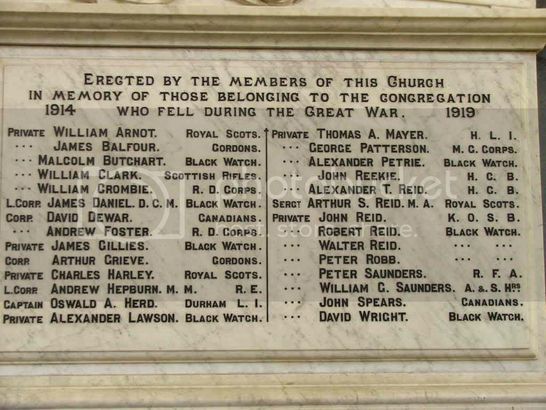 ERECTED BY THE MEMBERS OF THIS CHURCH
IN MEMORY OF THOSE BELONGING TO THE CONGREGATION
1914 WHO FELL DURING THE GREAT WAR. 1919
PRIVATE WILLIAM ARNOT. ROYAL SCOTS.
··· JAMES BALFOUR. GORDONS.
··· MALCOLM BUTCHART. BLACK WATCH.
··· WILLIAM CLARK. SCOTTISH RIFLES.
··· WILLIAM CROMBIE. R. D. CORPS.
L.CORP. JAMES DANIEL. D. C. M. BLACK WATCH.
CORP. DAVID DEWAR. CANADIANS.
··· ANDREW FOSTER. R. D. CORPS.
PRIVATE JAMES GILLIES. BLACK WATCH.
CORP ARTHUR GRIEVE. GORDONS.
PRIVATE CHARLES HARLEY. ROYAL SCOTS.
L.CORP. ANDREW HEPBURN. M. M. R. E.
CAPTAIN OSWALD A. HERD. DURHAM L. I.
PRIVATE ALEXANDER LAWSON. BLACK WATCH.
PRIVATE THOMAS A. MAYER. H. L. I.
··· GEORGE PATTERSON. M. G. CORPS.
··· ALEXANDER PETRIE. BLACK WATCH.
··· JOHN REEKIE. H. C. B.
··· ALEXANDER T. REID. H. C. B.
SERGT ARTHUR S. REID. M. A. ROYAL SCOTS.
PRIVATE JOHN REID. K. O. S. B.
··· ROBERT REID. BLACK WATCH.
··· WALTER REID. ··· ···
··· PETER ROBB. ··· ···
··· PETER SAUNDERS. R. F. A.
··· WILLIAM G. SAUNDERS. A. & S. HRS
··· JOHN SPEARS. CANADIANS.
··· DAVID WRIGHT. BLACK WATCH.